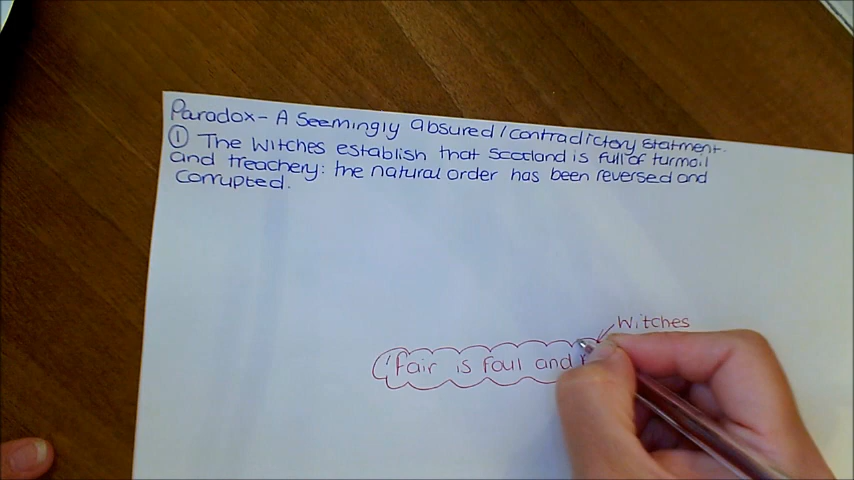 Paradox - A Seemingly absured / contradictory statment.
① The Witches establish that Scotland is full of turmoil
and treachery: the natural order has been reversed and
corrupted.
Witches
'fair is foul and